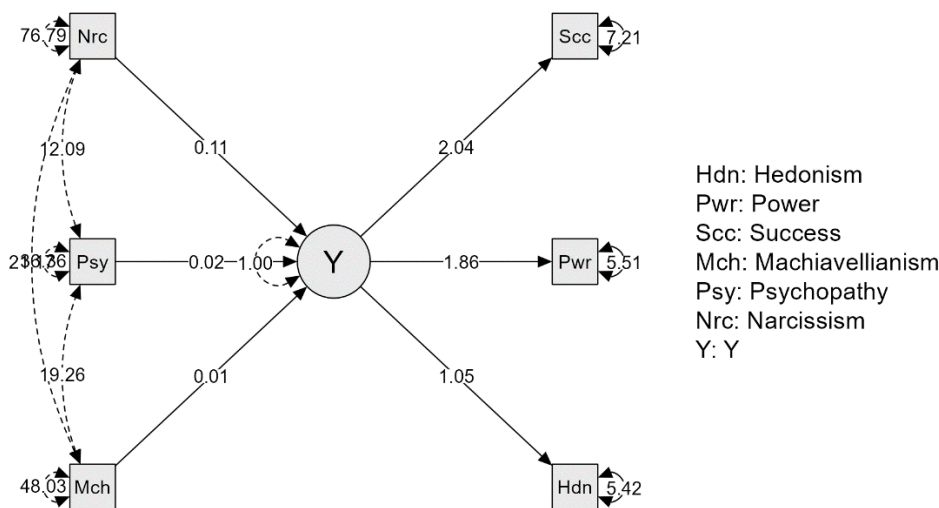 76.79
Nrc
Scc
7.21
12.09
0.11
2.04
Psy
0.02
1.00
Y
1.86
Pwr
5.51
19.26
0.01
1.05
48.03
Mch
Hdn
5.42
Hdn: Hedonism
Pwr: Power
Scc: Success
Mch: Machiavellianism
Psy: Psychopathy
Nrc: Narcissism
Y: Y